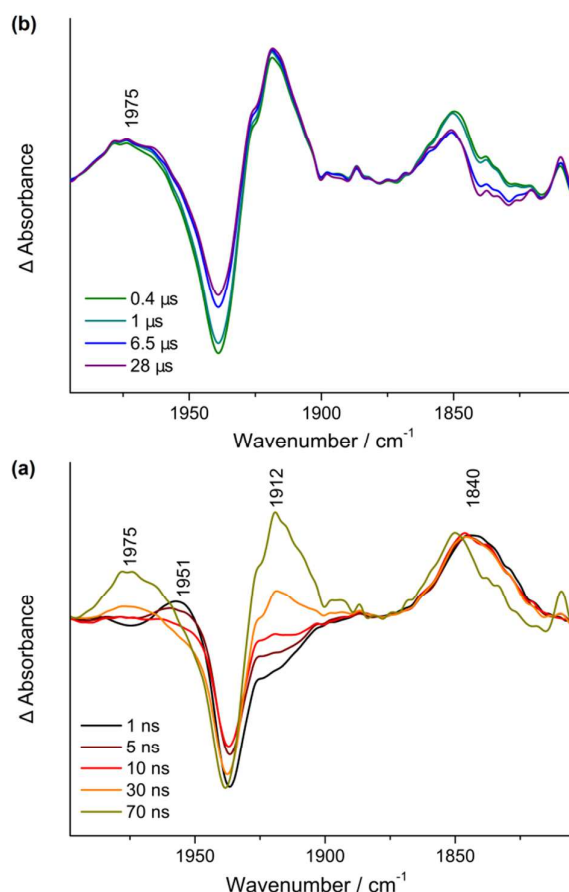 (b)
1975
Δ Absorbance
0.4 µs
1 µs
6.5 µs
28 µs
1950
1900
1850
Wavenumber / cm⁻¹
(a)
1975
1951
1912
1840
Δ Absorbance
1 ns
5 ns
10 ns
30 ns
70 ns
1950
1900
1850
Wavenumber / cm⁻¹